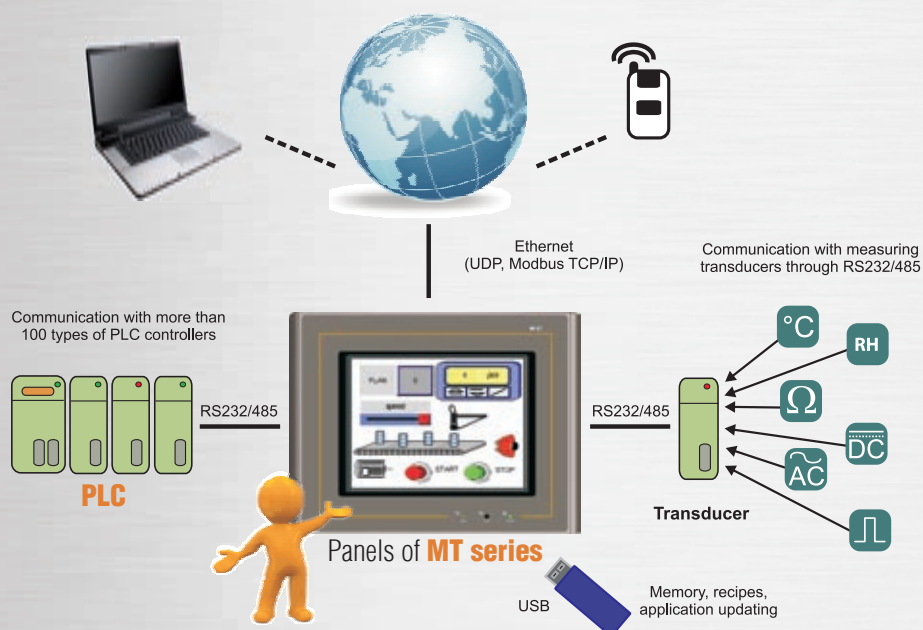 Ethernet
(UDP, Modbus TCP/IP)
Communication with measuring
transducers through RS232/485
Communication with more than
100 types of PLC controllers
°C
RH
Ω
DC
AC
RS232/485
RS232/485
PLC
Transducer
PLAN
speed
START
STOP
Panels of MT series
USB
Memory, recipes,
application updating